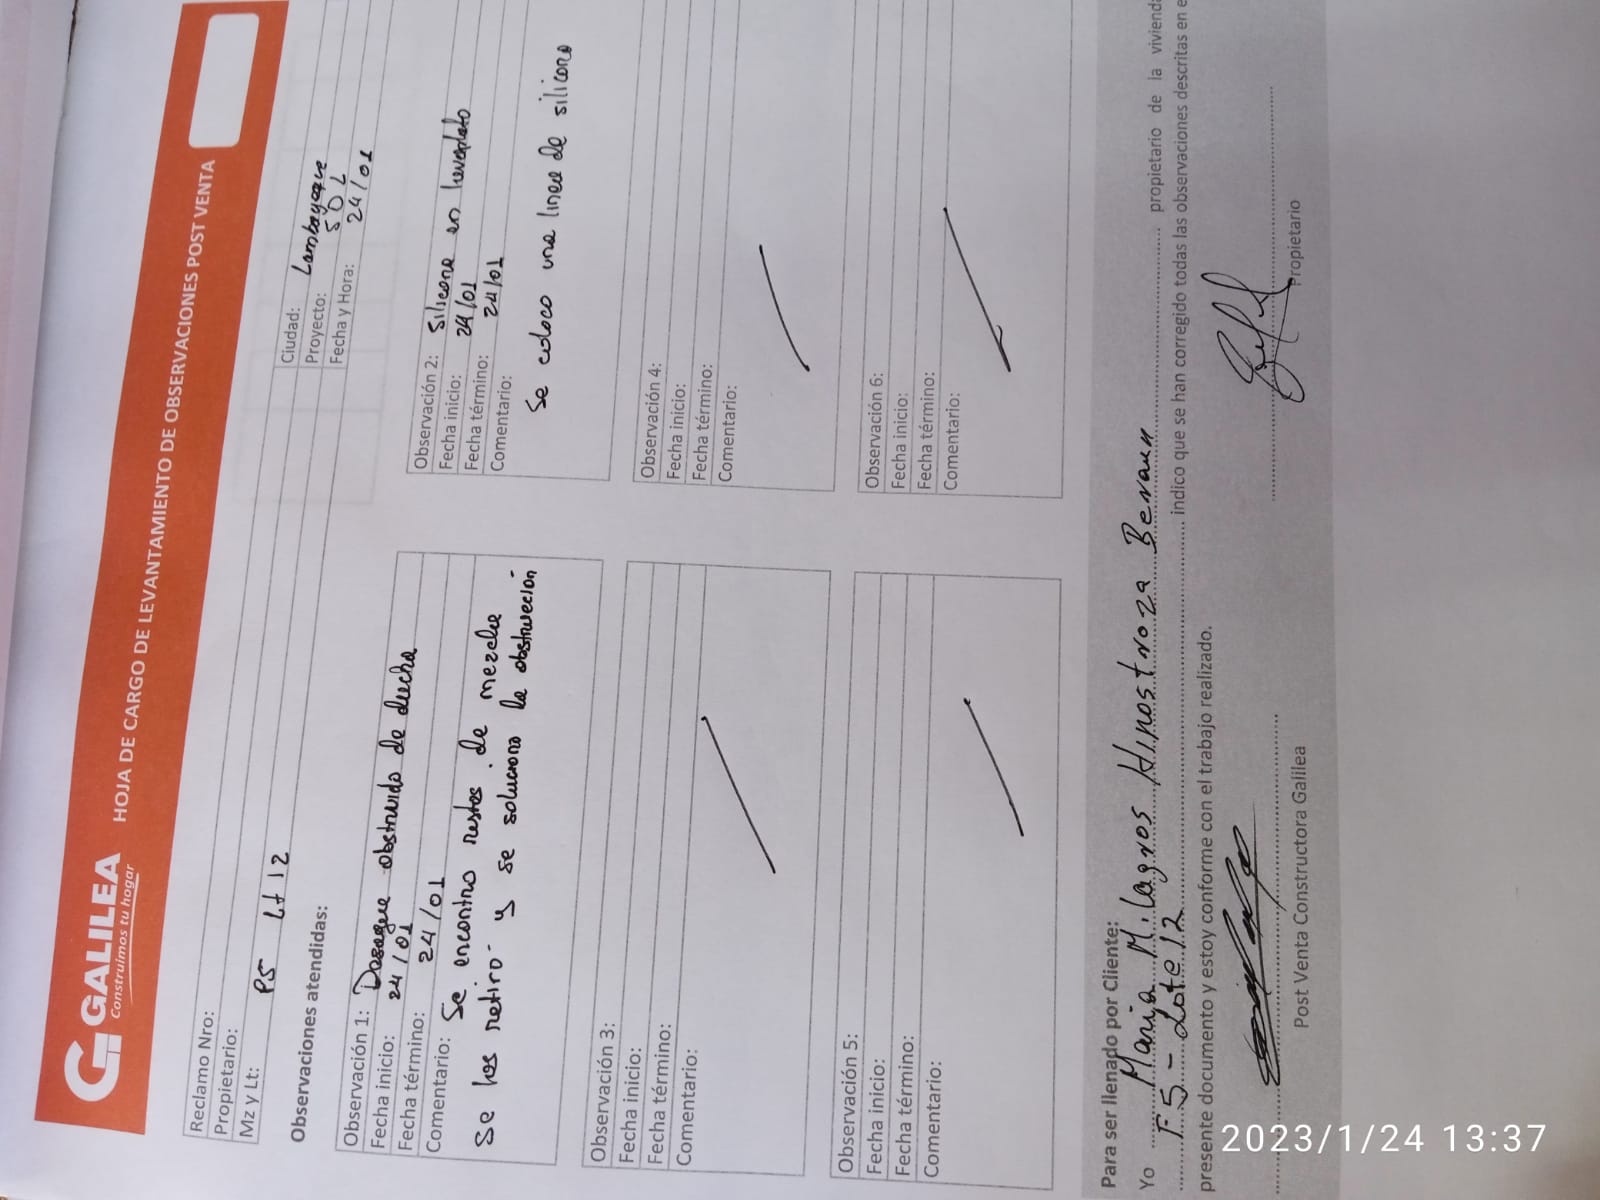 GALILEA
Construimos tu hogar
HOJA DE CARGO DE LEVANTAMIENTO DE OBSERVACIONES POST VENTA
Reclamo Nro:
Propietario:
Mz y Lt: P5 Lt 12
Ciudad: Lambayeque
Proyecto: SOL
Fecha y Hora: 24/01
Observaciones atendidas:
Observación 1: Desague obstruido de ducha
Fecha inicio: 24/01
Fecha término: 24/01
Comentario: Se encontro restos de mezcla
Se los retiro y se soluciono la obstruccion
Observación 2: Silicona en lavaplato
Fecha inicio: 24/01
Fecha término: 24/01
Comentario:
Se coloco una linea de silicona
Observación 3:
Fecha inicio:
Fecha término:
Comentario:
Observación 4:
Fecha inicio:
Fecha término:
Comentario:
Observación 5:
Fecha inicio:
Fecha término:
Comentario:
Observación 6:
Fecha inicio:
Fecha término:
Comentario:
Para ser llenado por Cliente:
Yo Maria Milagros Hinostroza propietario de la
F5 - Lote 12 indico que se han corregido todas las observaciones descritas en
presente documento y estoy conforme con el trabajo realizado.
Post Venta Constructora Galilea
Propietario
2023/1/24 13:37